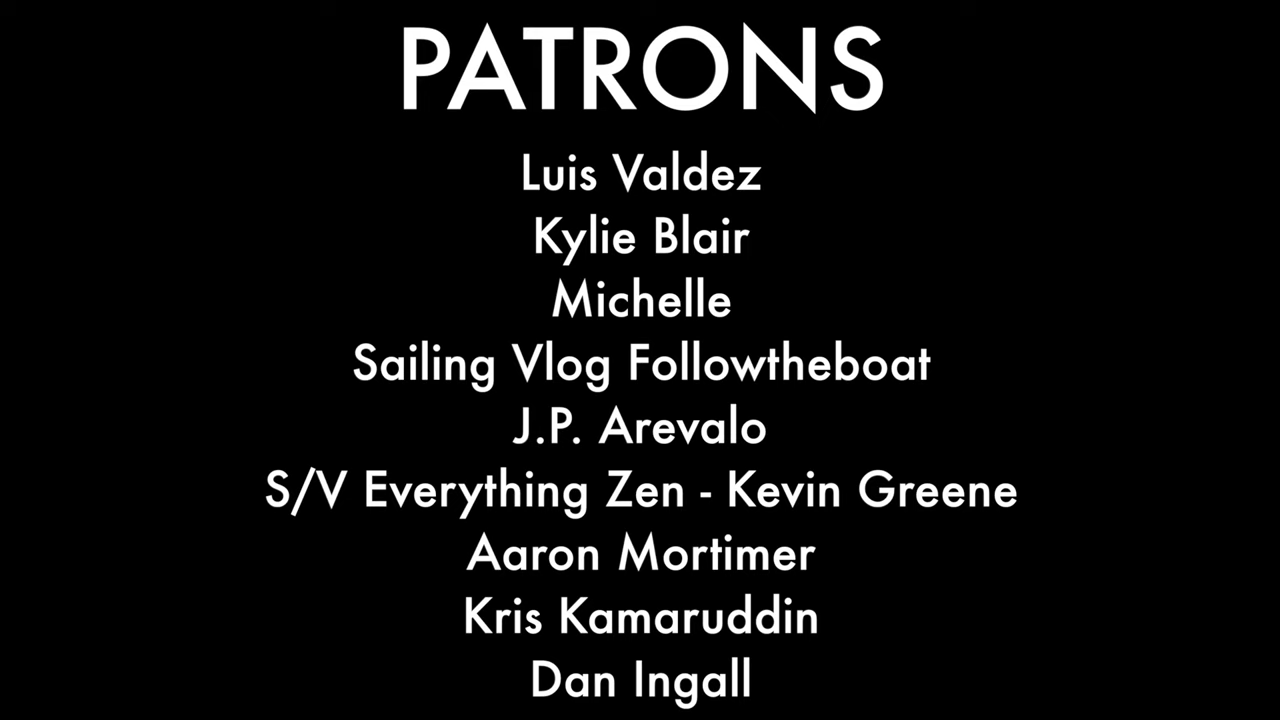 PATRONS
Luis Valdez
Kylie Blair
Michelle
Sailing Vlog Followtheboat
J.P. Arevalo
S/V Everything Zen - Kevin Greene
Aaron Mortimer
Kris Kamaruddin
Dan Ingall